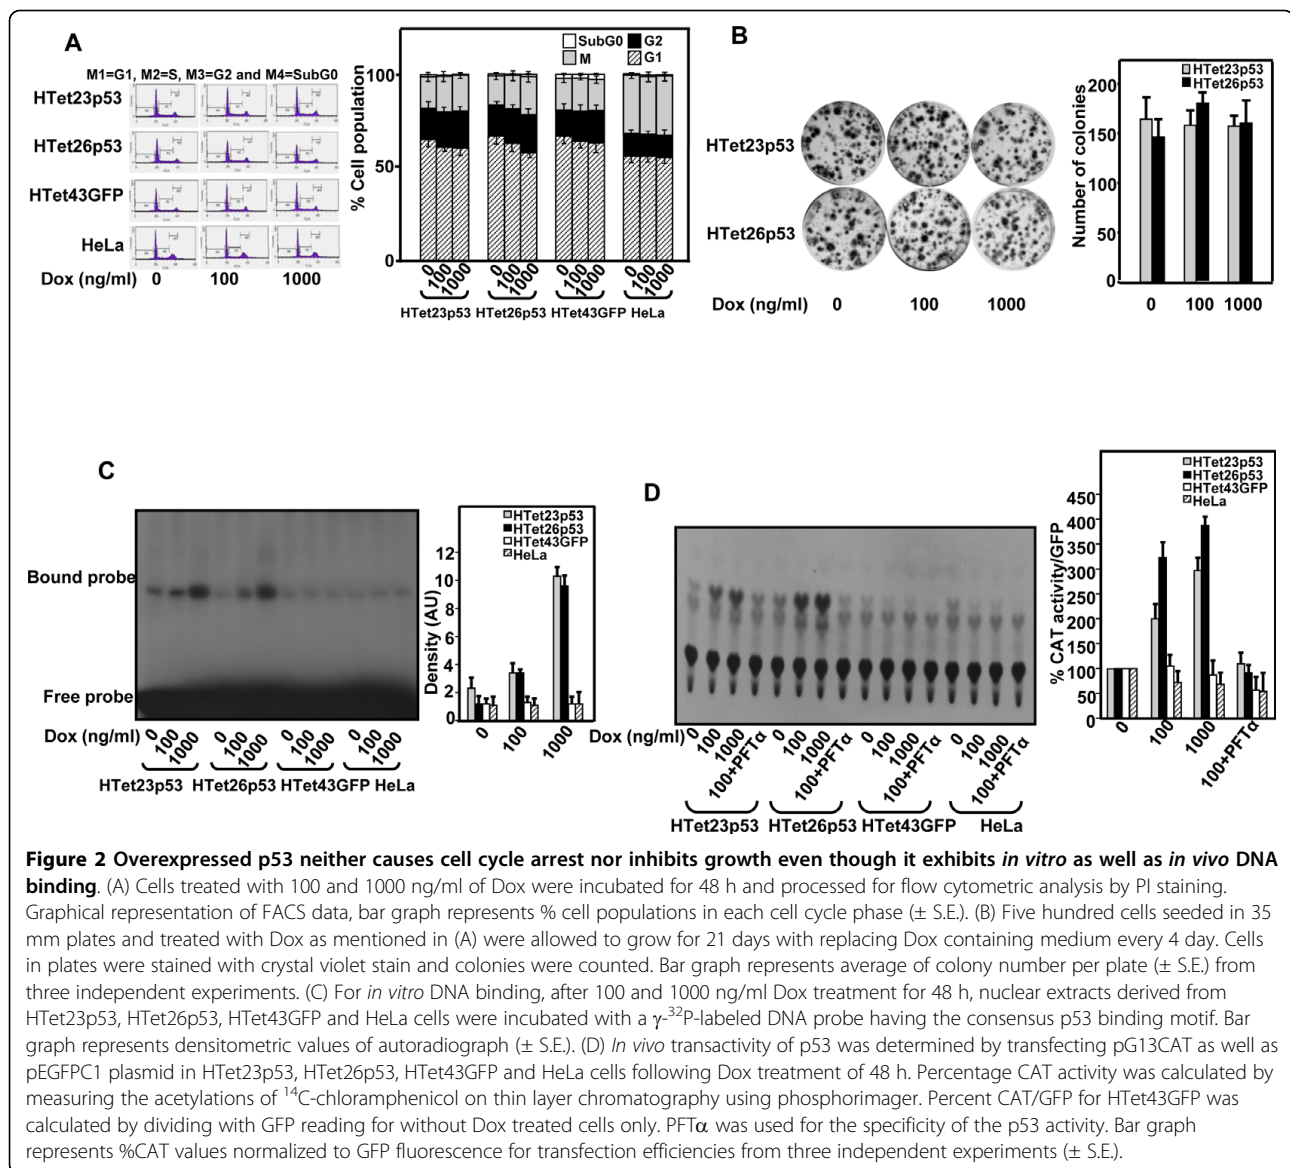 A
M1=G1, M2=S, M3=G2 and M4=SubG0
HTet23p53
HTet26p53
HTet43GFP
HeLa
Dox (ng/ml) 0 100 1000
SubG0 G2
M G1
% Cell population
100
50
0
0 100 1000 0 100 1000 0 100 1000 0 100 1000
HTet23p53 HTet26p53 HTet43GFP HeLa
B
HTet23p53
HTet26p53
Dox (ng/ml) 0 100 1000
HTet23p53
HTet26p53
Number of colonies
200
150
100
50
0
0 100 1000
C
Bound probe
Free probe
Dox (ng/ml) 0 100 1000 0 100 1000 0 100 1000 0 100 1000
HTet23p53 HTet26p53 HTet43GFP HeLa
HTet23p53
HTet26p53
HTet43GFP
HeLa
Density (AU)
12
10
8
6
4
2
0
0 100 1000
D
Dox (ng/ml) 0 100 1000 100+PFTα 0 100 1000 100+PFTα 0 100 1000 100+PFTα 0 100 1000 100+PFTα
HTet23p53 HTet26p53 HTet43GFP HeLa
HTet23p53
HTet26p53
HTet43GFP
HeLa
% CAT activity/GFP
450
400
350
300
250
200
100
50
0
0 100 1000 100+PFTα
Figure 2 Overexpressed p53 neither causes cell cycle arrest nor inhibits growth even though it exhibits in vitro as well as in vivo DNA
binding. (A) Cells treated with 100 and 1000 ng/ml of Dox were incubated for 48 h and processed for flow cytometric analysis by PI staining.
Graphical representation of FACS data, bar graph represents % cell populations in each cell cycle phase (± S.E.). (B) Five hundred cells seeded in 35
mm plates and treated with Dox as mentioned in (A) were allowed to grow for 21 days with replacing Dox containing medium every 4 day. Cells
in plates were stained with crystal violet stain and colonies were counted. Bar graph represents average of colony number per plate (± S.E.) from
three independent experiments. (C) For in vitro DNA binding, after 100 and 1000 ng/ml Dox treatment for 48 h, nuclear extracts derived from
HTet23p53, HTet26p53, HTet43GFP and HeLa cells were incubated with a γ-³²P-labeled DNA probe having the consensus p53 binding motif. Bar
graph represents densitometric values of autoradiograph (± S.E.). (D) In vivo transactivity of p53 was determined by transfecting pG13CAT as well as
pEGFPC1 plasmid in HTet23p53, HTet26p53, HTet43GFP and HeLa cells following Dox treatment of 48 h. Percentage CAT activity was calculated by
measuring the acetylations of ¹⁴C-chloramphenicol on thin layer chromatography using phosphorimager. Percent CAT/GFP for HTet43GFP was
calculated by dividing with GFP reading for without Dox treated cells only. PFTα was used for the specificity of the p53 activity. Bar graph
represents %CAT values normalized to GFP fluorescence for transfection efficiencies from three independent experiments (± S.E.).